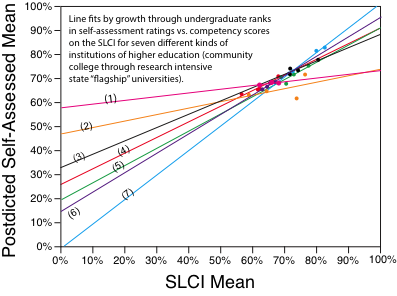 Postdicted Self-Assessed Mean
100%
90%
80%
70%
60%
50%
40%
30%
20%
10%
0%
Line fits by growth through undergraduate ranks
in self-assessment ratings vs. competency scores
on the SLCI for seven different kinds of
institutions of higher education (community
college through research intensive
state "flagship" universities).
(1)
(2)
(3)
(4)
(5)
(6)
(7)
0% 10% 20% 30% 40% 50% 60% 70% 80% 90% 100%
SLCI Mean